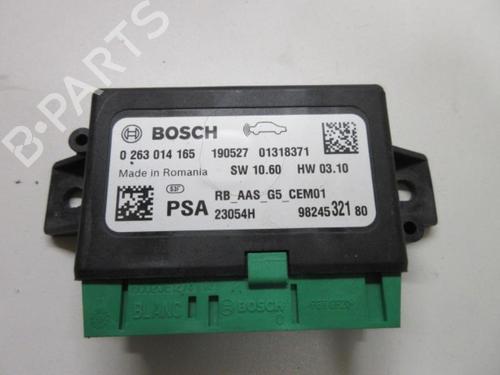 BOSCH
0 263 014 165 190527 01318371
Made in Romania SW 10.60 HW 03.10
RB_AAS_G5_CEM01
PSA 23054H 98245 321 80
BLANC BOSCH
B-PARTS